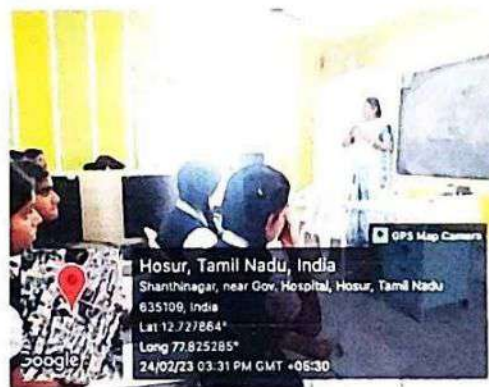 GPS Map Camera
Hosur, Tamil Nadu, India
Shanthinagar, near Gov. Hospital, Hosur, Tamil Nadu
635109, India
Lat 12.727864°
Long 77.825285°
24/02/23 03:31 PM GMT +05:30
Google